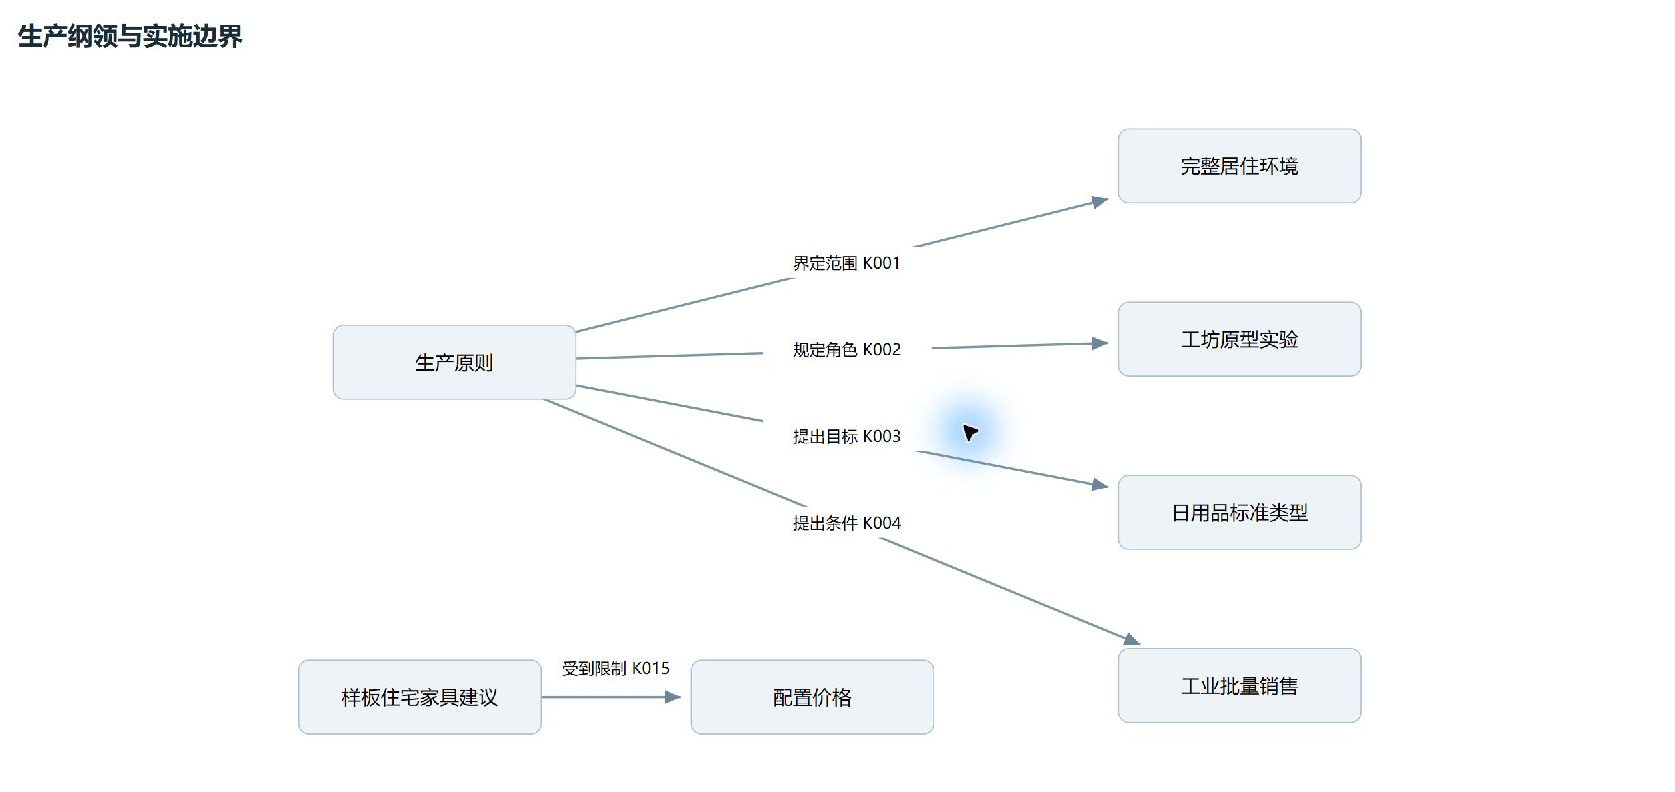 生产纲领与实施边界
完整居住环境
界定范围 K001
工坊原型实验
规定角色 K002
生产原则
提出目标 K003
日用品标准类型
提出条件 K004
工业批量销售
受到限制 K015
样板住宅家具建议
配置价格